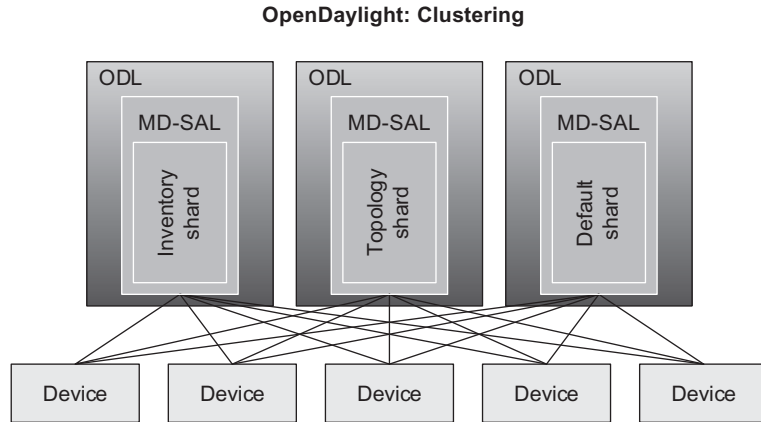 OpenDaylight: Clustering
ODL
ODL
ODL
MD-SAL
MD-SAL
MD-SAL
Inventory
shard
Topology
shard
Default
shard
Device
Device
Device
Device
Device